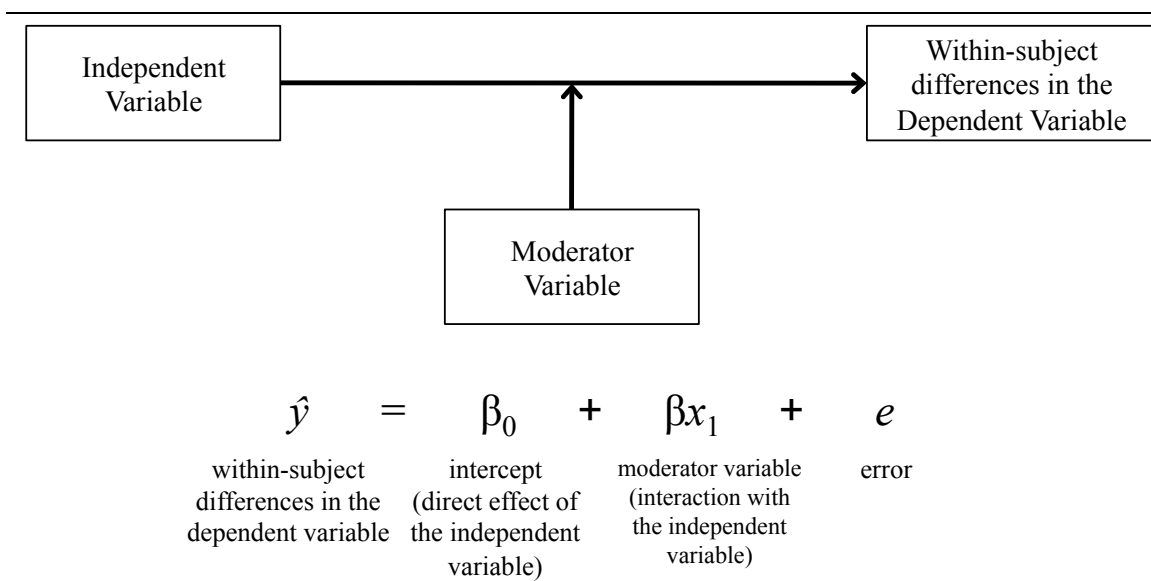 Independent
Variable
Within-subject
differences in the
Dependent Variable
Moderator
Variable
ŷ = β₀ + βx₁ + e
within-subject
differences in the
dependent variable
intercept
(direct effect of
the independent
variable)
moderator variable
(interaction with
the independent
variable)
error